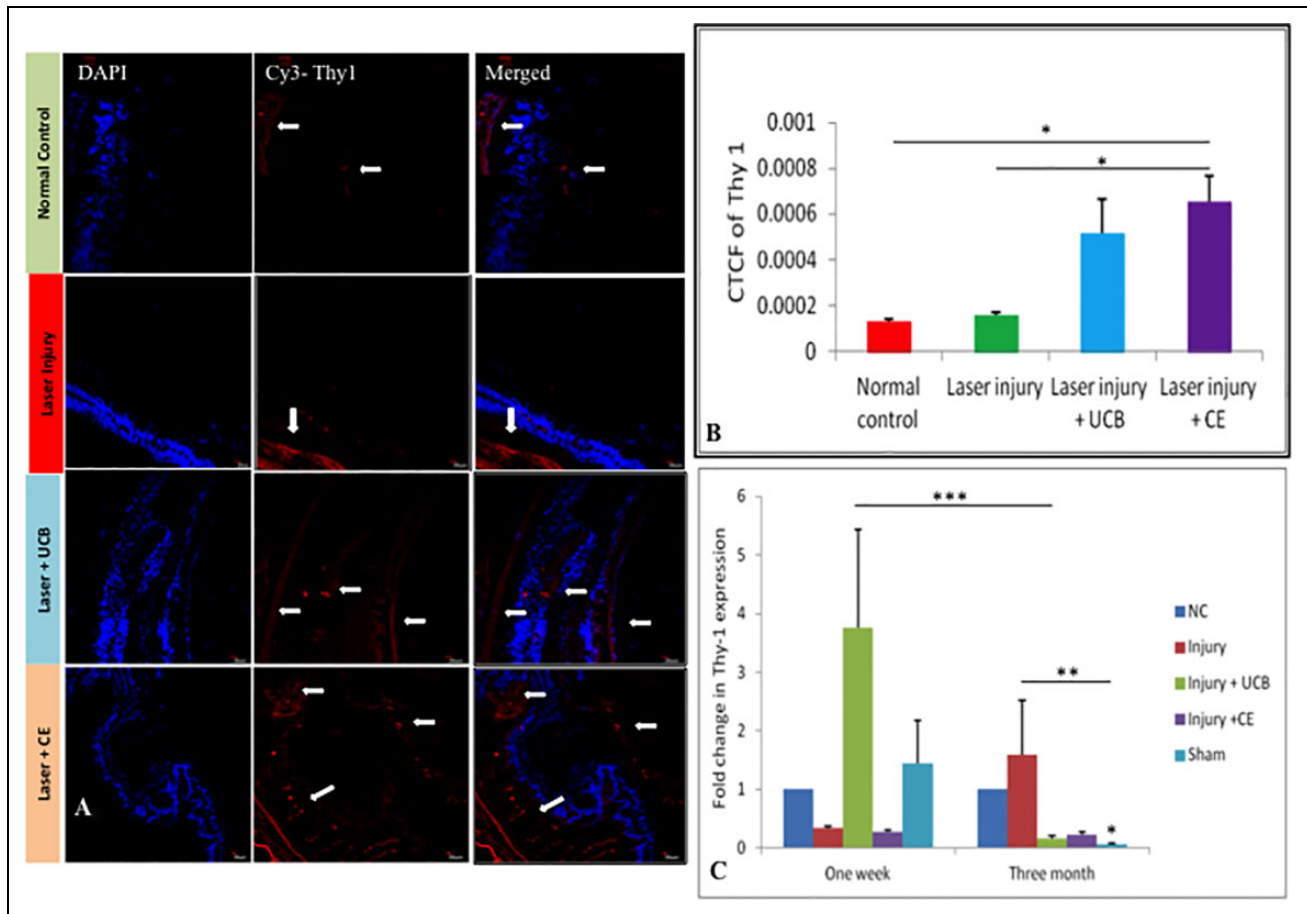 DAPI
Cy3- Thy1
Merged
Normal Control
Laser Injury
Laser + UCB
Laser + CE
A
CTCF of Thy 1
0.001
0.0008
0.0006
0.0004
0.0002
0
*
*
Normal
control
Laser injury
Laser injury
+ UCB
Laser injury
+ CE
B
Fold change in Thy-1 expression
6
5
4
3
2
1
0
***
**
*
NC
Injury
Injury + UCB
Injury +CE
Sham
One week
Three month
C